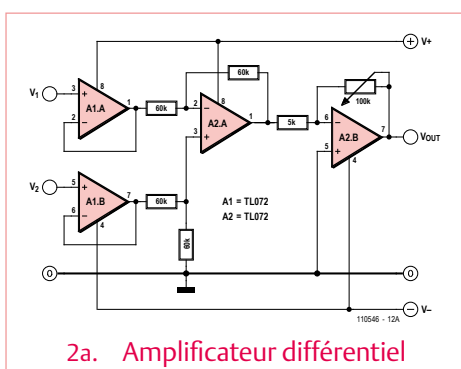 V+
8
60k
8
100k
V1
3
+
A1.A
1
60k
2
A2.A
1
5k
6
−
A2.B
7
VOUT
2
−
3
+
5
+
4
V2
5
+
A1.B
7
60k
6
−
4
60k
A1 = TL072
A2 = TL072
0
0
V−
110546 - 12A
2a. Amplificateur différentiel